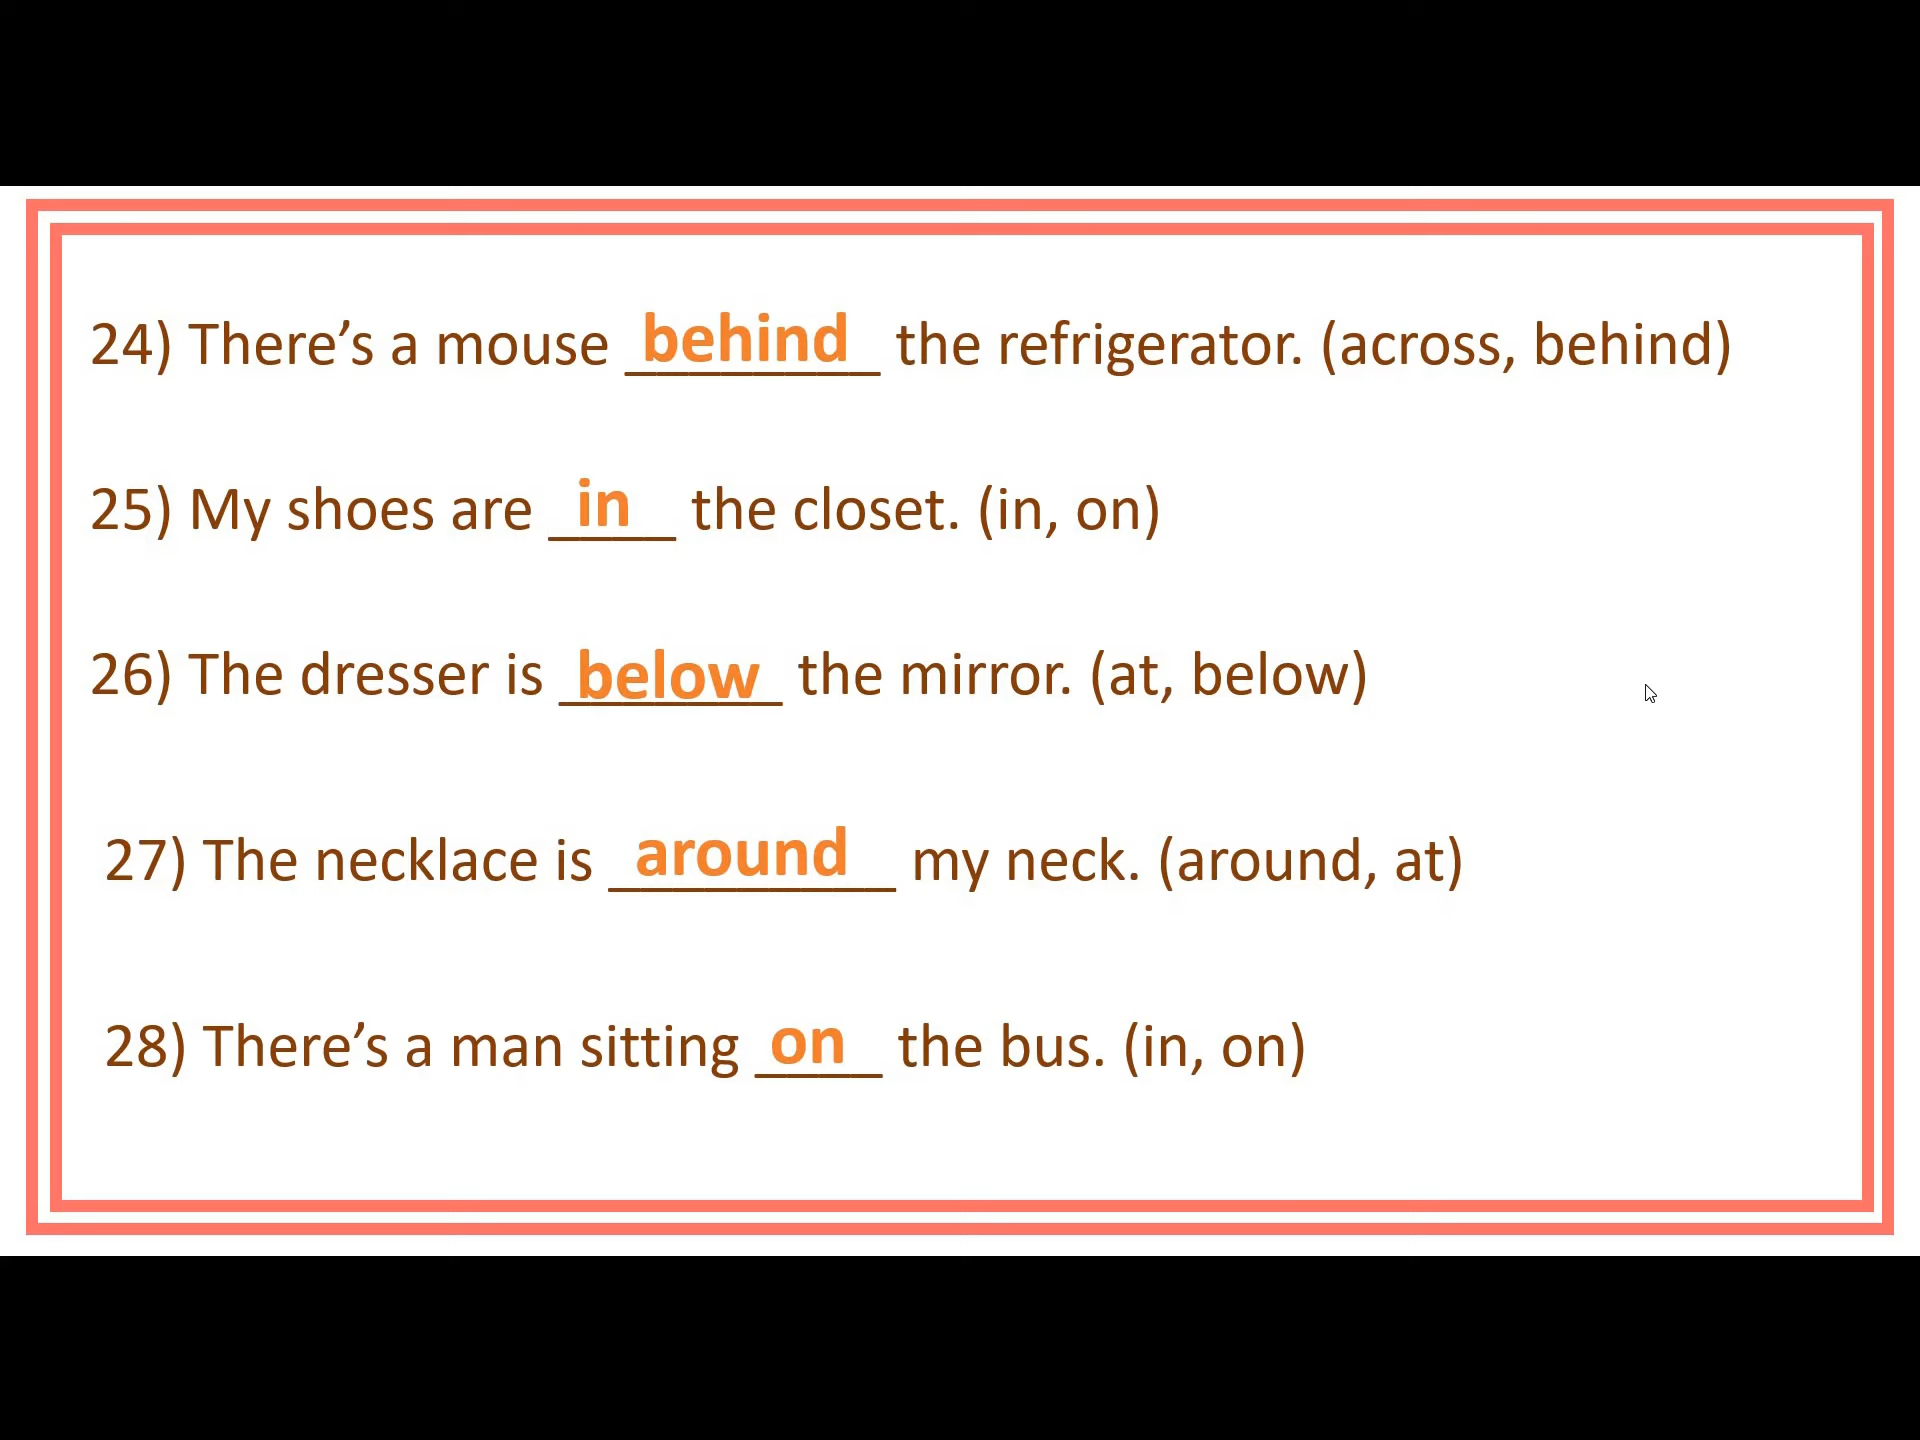 24) There’s a mouse behind the refrigerator. (across, behind)
25) My shoes are in the closet. (in, on)
26) The dresser is below the mirror. (at, below)
27) The necklace is around my neck. (around, at)
28) There’s a man sitting on the bus. (in, on)